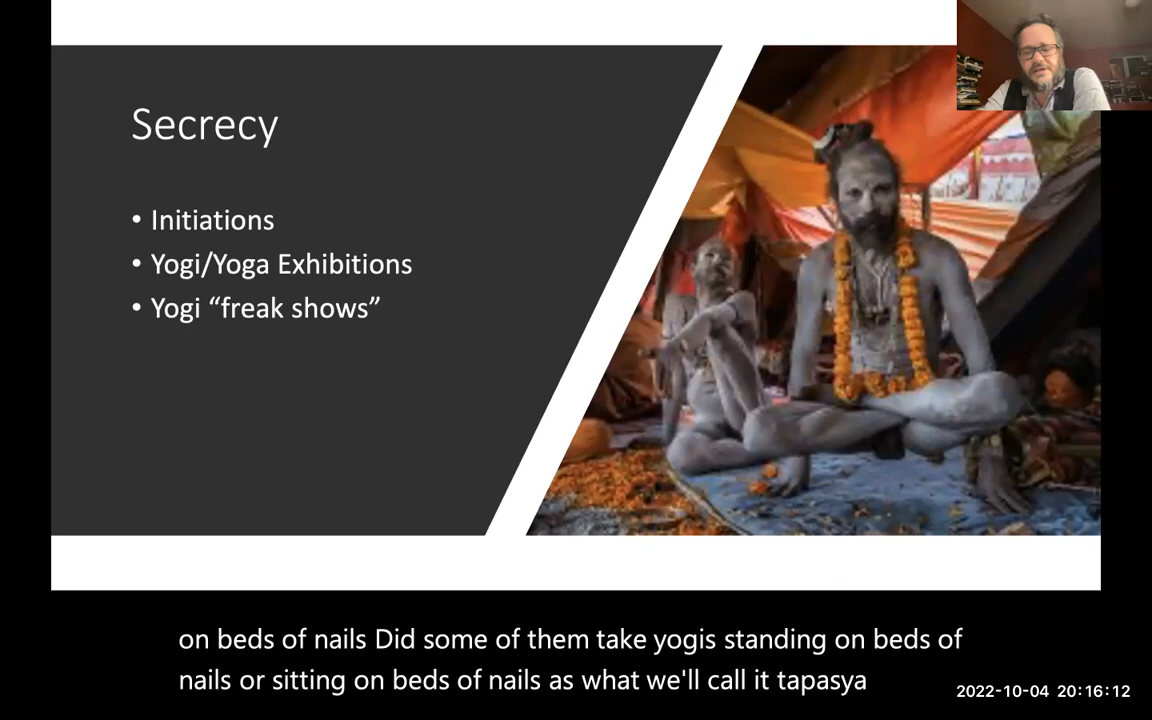 Secrecy
• Initiations
• Yogi/Yoga Exhibitions
• Yogi “freak shows”
on beds of nails Did some of them take yogis standing on beds of
nails or sitting on beds of nails as what we'll call it tapasya
2022-10-04 20:16:12